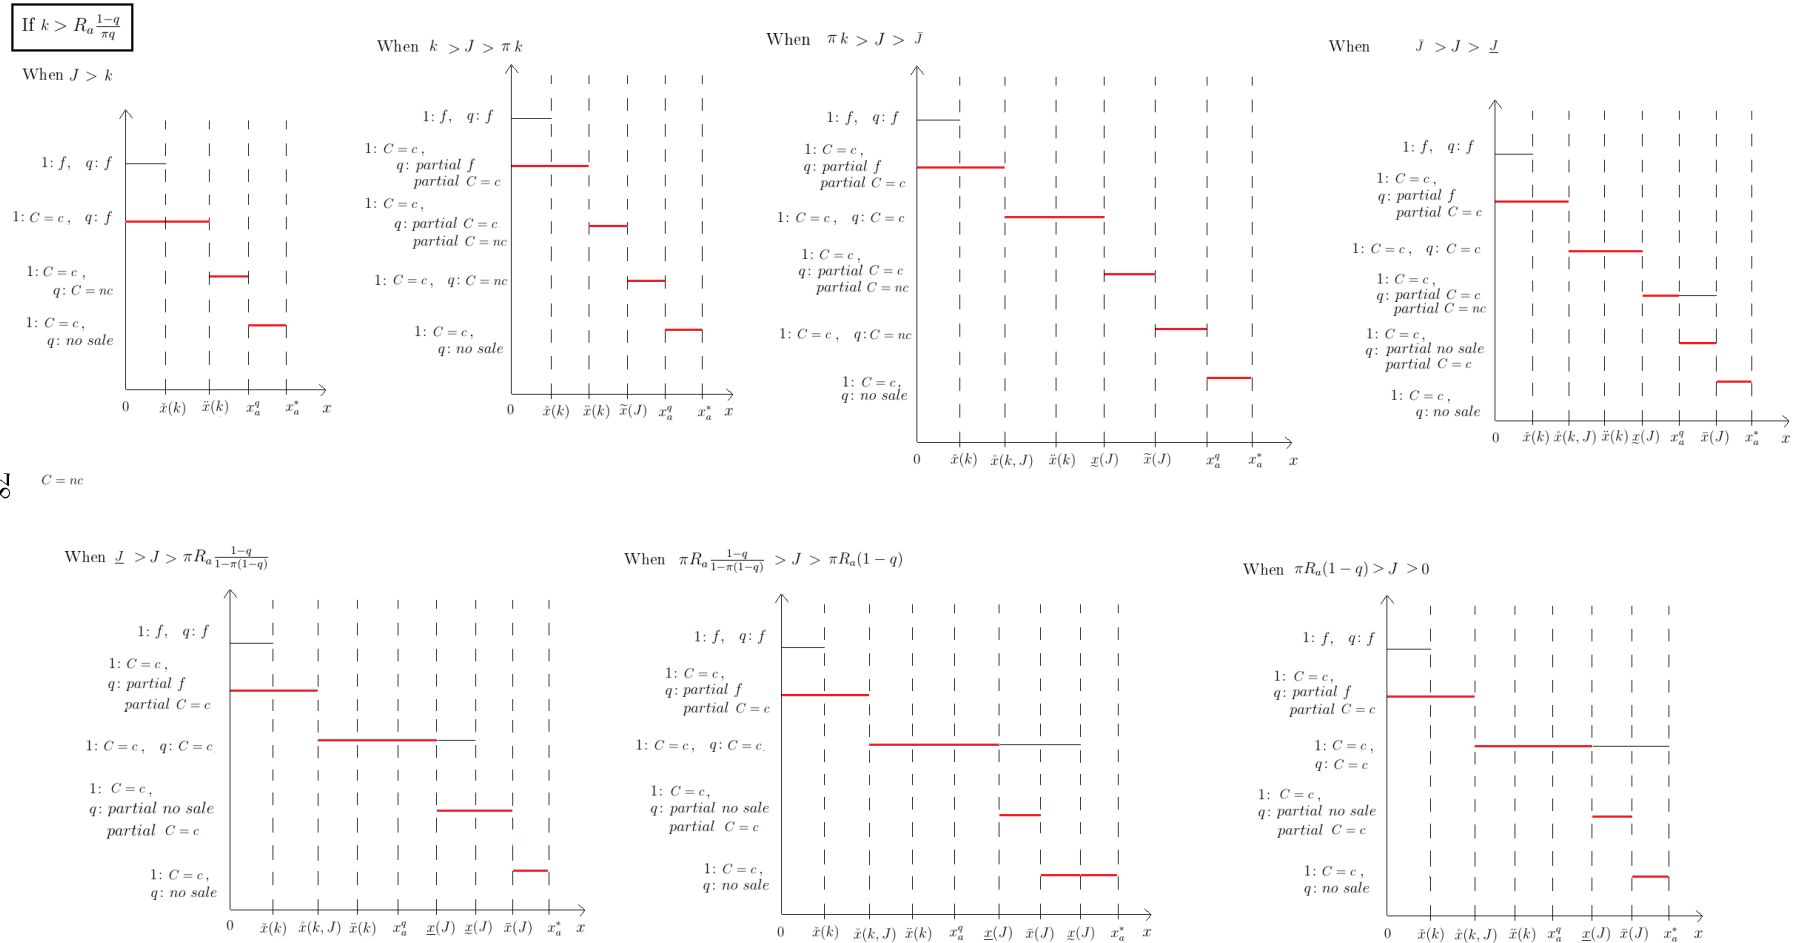 If k > R_a \frac{1-q}{πq}
When J > k
1: f, q: f
1: C = c, q: f
1: C = c,
q: C = nc
1: C = c,
q: no sale
0 x̌(k) ẍ(k) x_a^q x_a^* x
When k > J > πk
1: f, q: f
1: C = c,
q: partial f
partial C = c
1: C = c,
q: partial C = c
partial C = nc
1: C = c, q: C = nc
1: C = c,
q: no sale
0 x̌(k) ẍ(k) x̃(J) x_a^q x_a^* x
When πk > J > J̄
1: f, q: f
1: C = c,
q: partial f
partial C = c
1: C = c, q: C = c
1: C = c,
q: partial C = c
partial C = nc
1: C = c, q: C = nc
1: C = c,
q: no sale
0 x̌(k) x̊(k, J) ẍ(k) x̰(J) x̃(J) x_a^q x_a^* x
When J̄ > J > J̲
1: f, q: f
1: C = c,
q: partial f
partial C = c
1: C = c, q: C = c
1: C = c,
q: partial C = c
partial C = nc
1: C = c,
q: partial no sale
partial C = c
1: C = c,
q: no sale
0 x̌(k) x̊(k, J) ẍ(k) x̰(J) x_a^q x̄(J) x_a^* x
78
C = nc
When J̲ > J > πR_a \frac{1-q}{1-π(1-q)}
1: f, q: f
1: C = c,
q: partial f
partial C = c
1: C = c, q: C = c
1: C = c,
q: partial no sale
partial C = c
1: C = c,
q: no sale
0 x̌(k) x̊(k, J) ẍ(k) x_a^q x̲(J) x̰(J) x̄(J) x_a^* x
When πR_a \frac{1-q}{1-π(1-q)} > J > πR_a(1 − q)
1: f, q: f
1: C = c,
q: partial f
partial C = c
1: C = c, q: C = c.
1: C = c,
q: partial no sale
partial C = c
1: C = c,
q: no sale
0 x̌(k) x̊(k, J) ẍ(k) x_a^q x̲(J) x̄(J) x̰(J) x_a^* x
When πR_a(1 − q) > J > 0
1: f, q: f
1: C = c,
q: partial f
partial C = c
1: C = c,
q: C = c
1: C = c,
q: partial no sale
partial C = c
1: C = c,
q: no sale
0 x̌(k) x̊(k, J) ẍ(k) x_a^q x̲(J) x̄(J) x_a^* x